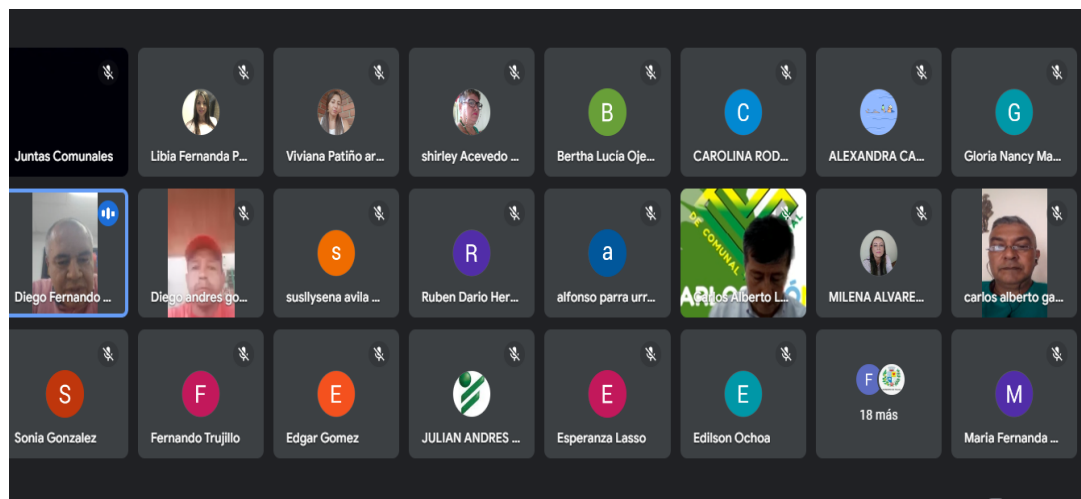 Juntas Comunales
Libia Fernanda P...
Viviana Patiño ar...
shirley Acevedo ...
B
Bertha Lucía Oje...
C
CAROLINA ROD...
ALEXANDRA CA...
G
Gloria Nancy Ma...
Diego Fernando ...
Diego andres go...
s
susllysena avila ...
R
Ruben Dario Her...
a
alfonso parra urr...
DE COMUNAL
Carlos Alberto L...
MILENA ALVARE...
carlos alberto ga...
S
Sonia Gonzalez
F
Fernando Trujillo
E
Edgar Gomez
JULIAN ANDRES ...
E
Esperanza Lasso
E
Edilson Ochoa
F
18 más
M
Maria Fernanda ...